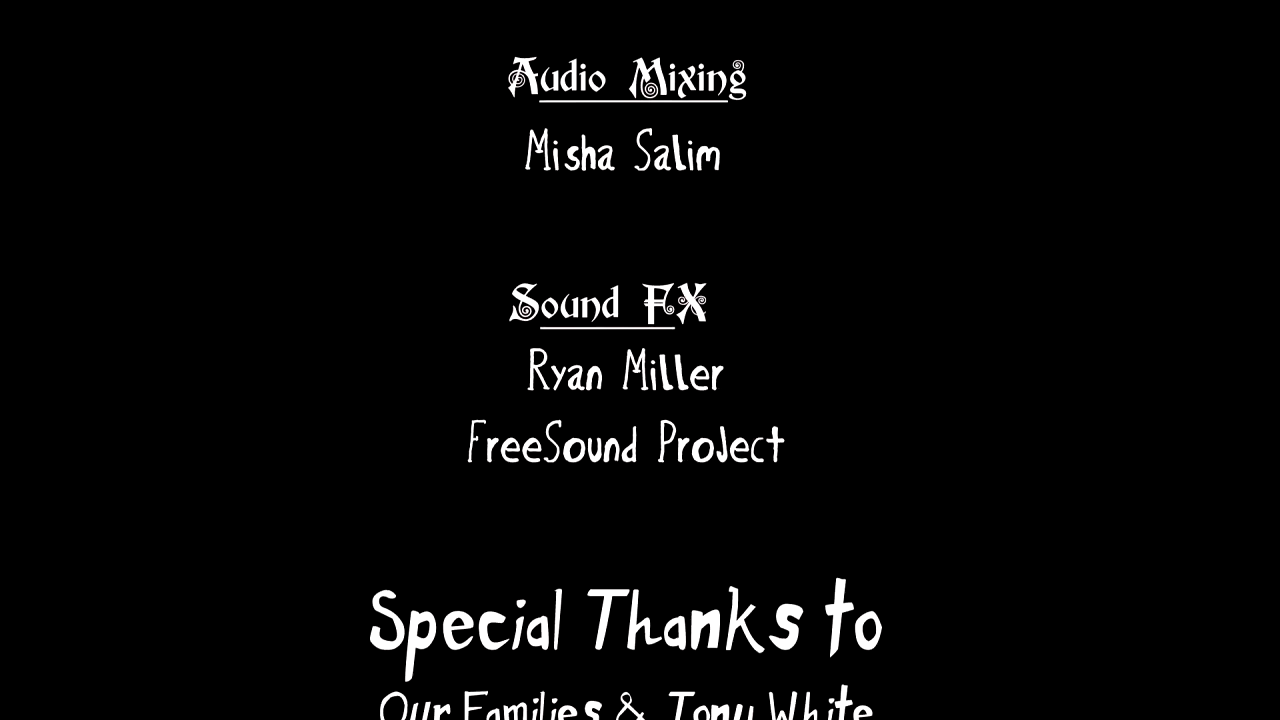 Audio Mixing
Misha Salim
Sound FX
Ryan Miller
FreeSound ProJect
Special Thanks to
Our Families & Tony White